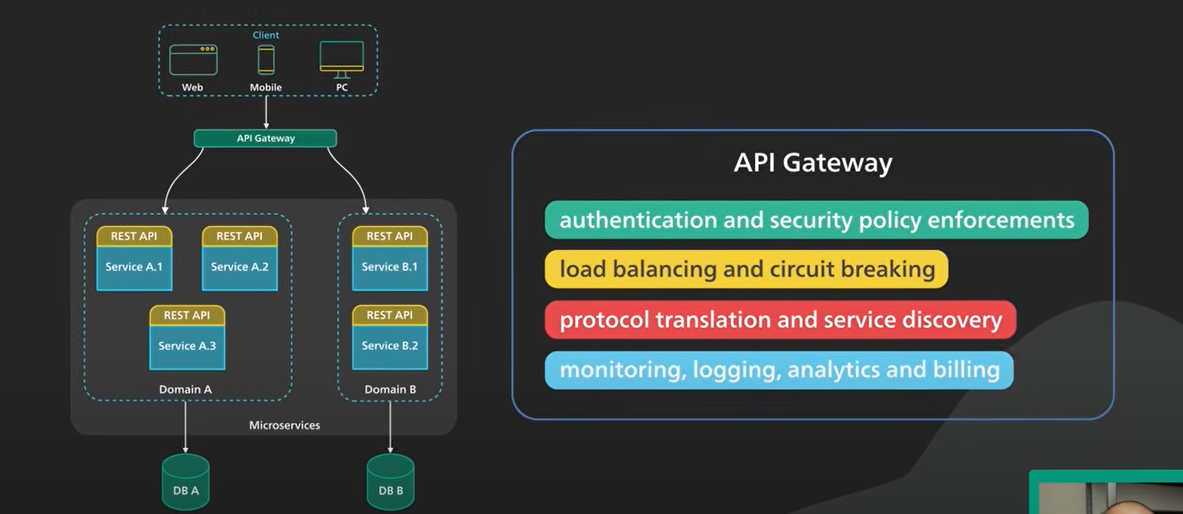 Client
Web
Mobile
PC
API Gateway
REST API
REST API
Service A.1
Service A.2
REST API
Service A.3
Domain A
REST API
Service B.1
REST API
Service B.2
Domain B
Microservices
DB A
DB B
API Gateway
authentication and security policy enforcements
load balancing and circuit breaking
protocol translation and service discovery
monitoring, logging, analytics and billing